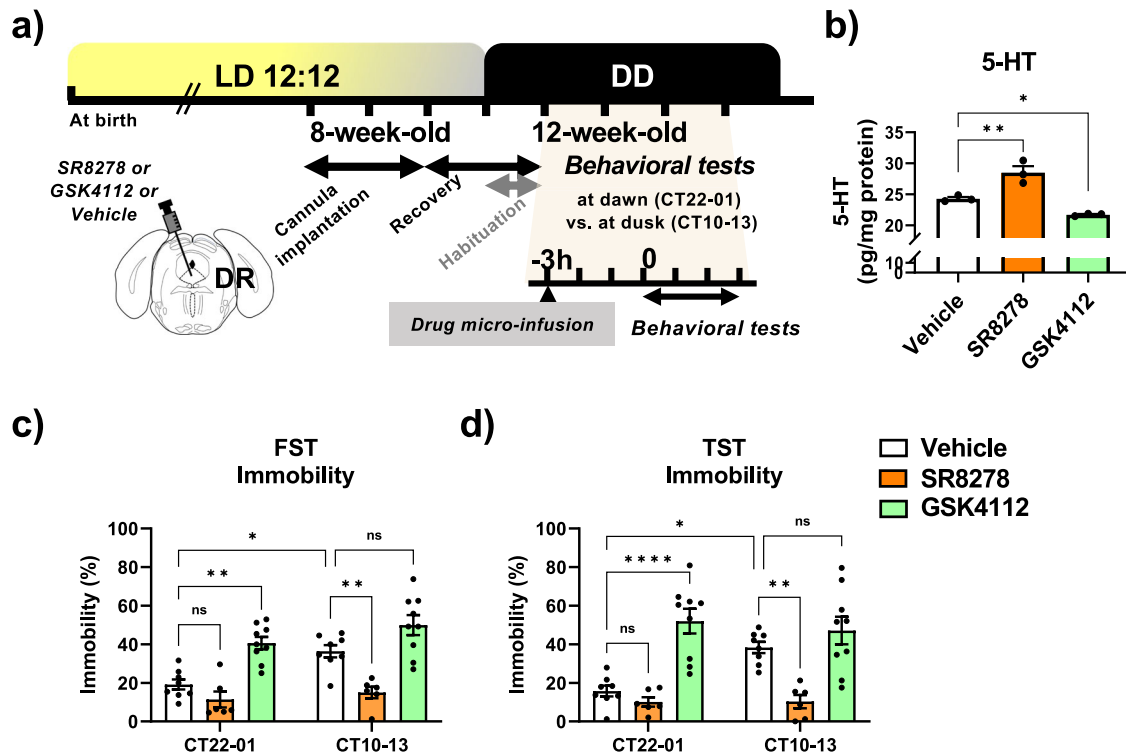 a)
LD 12:12
DD
At birth
8-week-old
12-week-old
SR8278 or
GSK4112 or
Vehicle
DR
Cannula
implantation
Recovery
Habituation
Behavioral tests
at dawn (CT22-01)
vs. at dusk (CT10-13)
-3h
0
Drug micro-infusion
Behavioral tests
b)
5-HT
5-HT
(pg/mg protein)
35
30
25
20
10
0
*
**
Vehicle
SR8278
GSK4112
c)
FST
Immobility
Immobility (%)
100
80
60
40
20
0
*
ns
**
**
ns
CT22-01
CT10-13
d)
TST
Immobility
Immobility (%)
100
80
60
40
20
0
*
ns
****
**
ns
CT22-01
CT10-13
Vehicle
SR8278
GSK4112